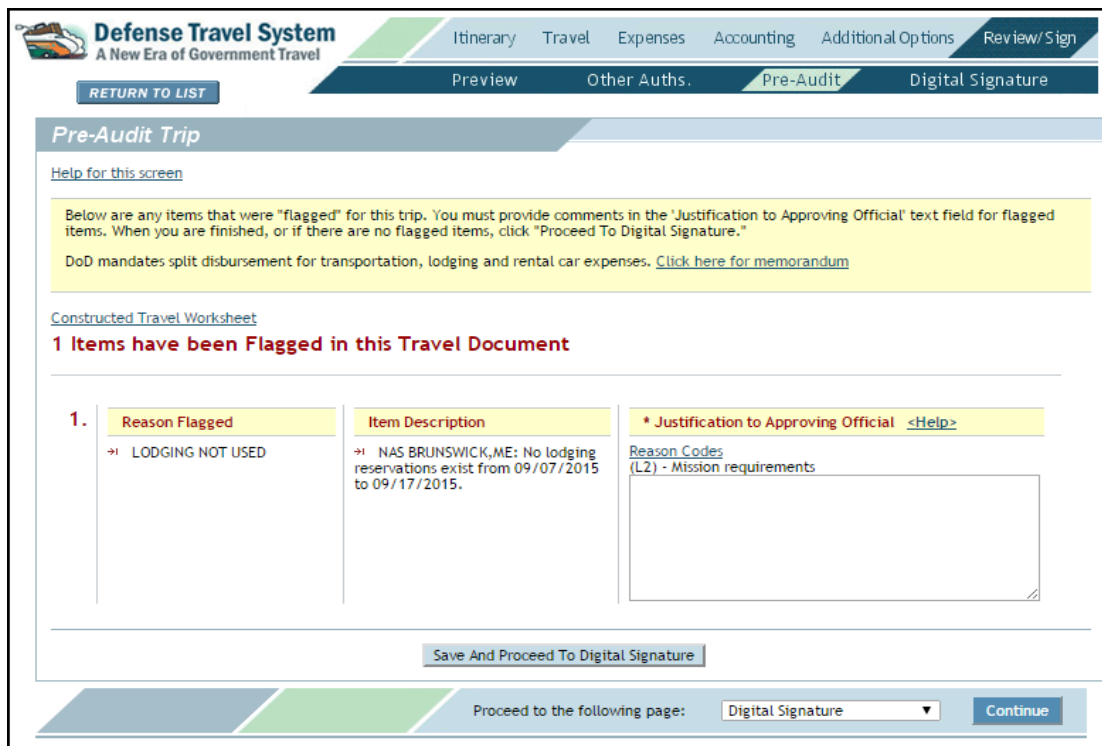 Defense Travel System
A New Era of Government Travel
Itinerary Travel Expenses Accounting Additional Options Review/Sign
RETURN TO LIST
Preview Other Auths. Pre-Audit Digital Signature
Pre-Audit Trip
Help for this screen
Below are any items that were "flagged" for this trip. You must provide comments in the 'Justification to Approving Official' text field for flagged
items. When you are finished, or if there are no flagged items, click "Proceed To Digital Signature."
DoD mandates split disbursement for transportation, lodging and rental car expenses. Click here for memorandum
Constructed Travel Worksheet
1 Items have been Flagged in this Travel Document
1.
Reason Flagged
LODGING NOT USED
Item Description
NAS BRUNSWICK,ME: No lodging
reservations exist from 09/07/2015
to 09/17/2015.
* Justification to Approving Official <Help>
Reason Codes
(L2) - Mission requirements
Save And Proceed To Digital Signature
Proceed to the following page: Digital Signature Continue